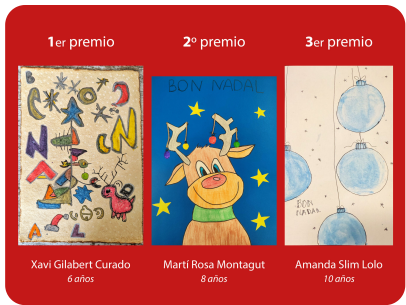 1er premio
2º premio
3er premio
B
BON NADAL
BON
NADAL
Xavi Gilabert Curado
6 años
Martí Rosa Montagut
8 años
Amanda Slim Lolo
10 años